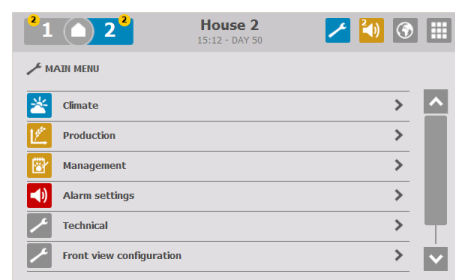 2 1 2 2
House 2
15:12 - DAY 50
2
MAIN MENU
Climate
Production
Management
Alarm settings
Technical
Front view configuration